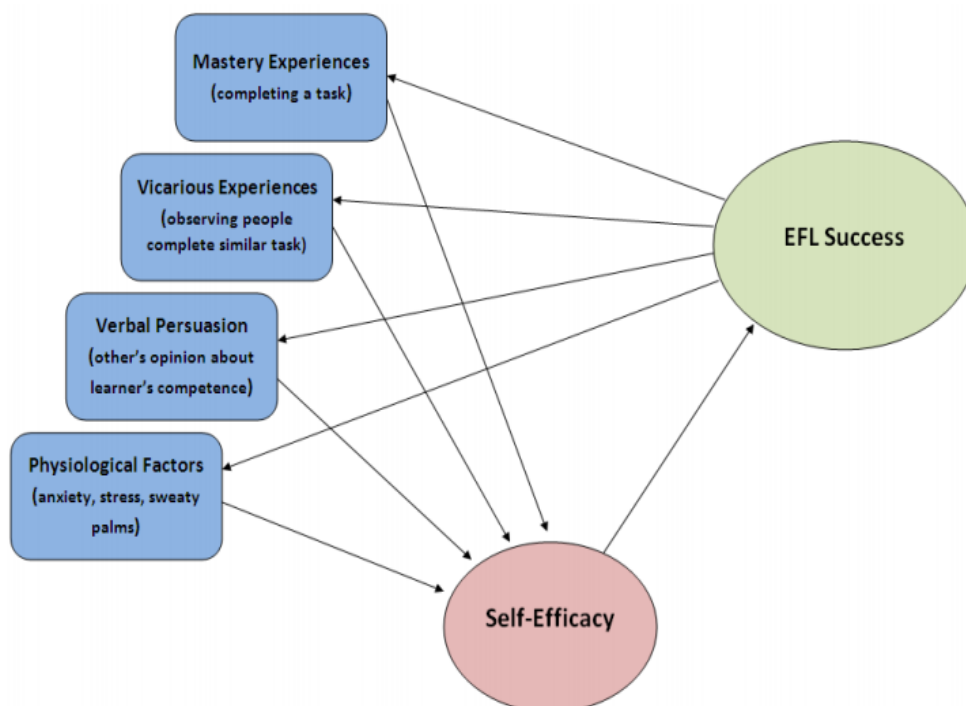 Mastery Experiences
(completing a task)
Vicarious Experiences
(observing people
complete similar task)
Verbal Persuasion
(other's opinion about
learner's competence)
Physiological Factors
(anxiety, stress, sweaty
palms)
EFL Success
Self-Efficacy